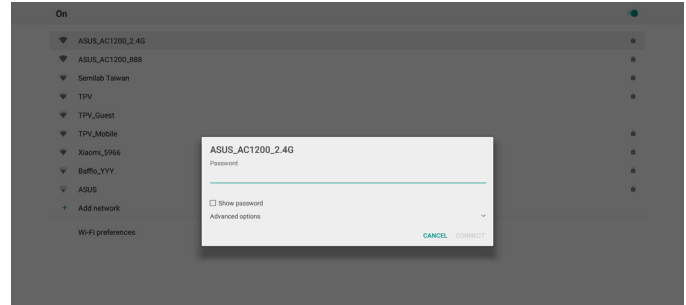 On
ASUS_AC1200_2.4G
ASUS_AC1200_888
Semilab Taiwan
TPV
TPV_Guest
TPV_Mobile
Xiaomi_5966
Baffio_YYY
ASUS
+ Add network
Wi-Fi preferences
ASUS_AC1200_2.4G
Password
Show password
Advanced options
CANCEL CONNECT